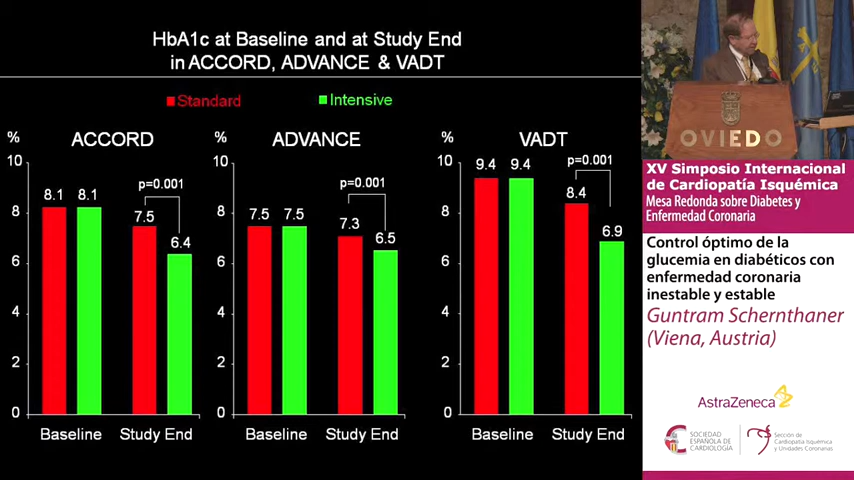 HbA1c at Baseline and at Study End
in ACCORD, ADVANCE & VADT
Standard
Intensive
ACCORD
%
10
8
6
4
2
0
8.1
8.1
7.5
p=0.001
6.4
Baseline
Study End
ADVANCE
%
10
8
6
4
2
0
7.5
7.5
7.3
p=0.001
6.5
Baseline
Study End
VADT
%
10
8
6
4
2
0
9.4
9.4
8.4
p=0.001
6.9
Baseline
Study End
OVIEDO
XV Simposio Internacional
de Cardiopatía Isquémica
Mesa Redonda sobre Diabetes y
Enfermedad Coronaria
Control óptimo de la
glucemia en diabéticos con
enfermedad coronaria
inestable y estable
Guntram Schernthaner
(Viena, Austria)
AstraZeneca
SOCIEDAD
ESPAÑOLA DE
CARDIOLOGÍA
Sección de
Cardiopatía Isquémica
y Unidades Coronarias